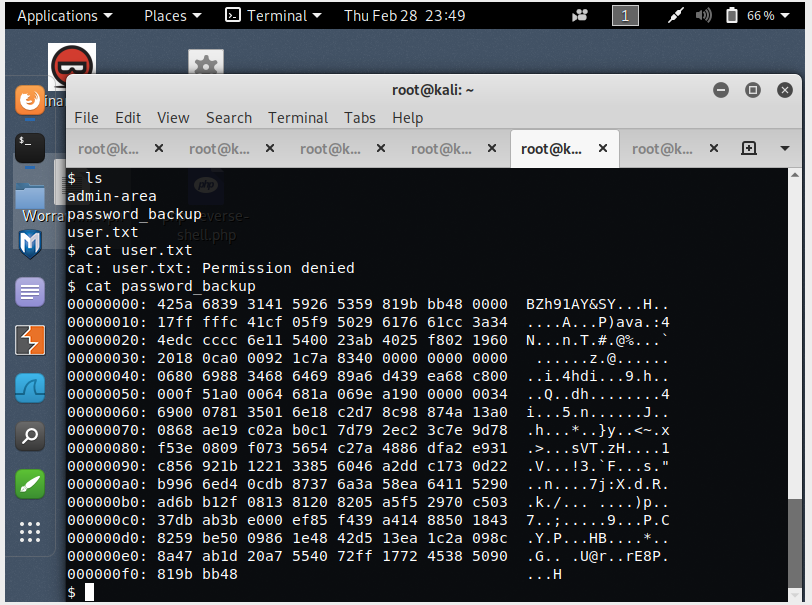 Applications Places Terminal Thu Feb 28 23:49 1 66 %
root@kali: ~
File Edit View Search Terminal Tabs Help
root@k... root@k... root@k... root@k... root@k... root@k...
$ ls
admin-area
password_backup
user.txt
$ cat user.txt
cat: user.txt: Permission denied
$ cat password_backup
00000000: 425a 6839 3141 5926 5359 819b bb48 0000 BZh91AY&SY...H..
00000010: 17ff fffc 41cf 05f9 5029 6176 61cc 3a34 ....A...P)ava.:4
00000020: 4edc cccc 6e11 5400 23ab 4025 f802 1960 N...n.T.#.@%...`
00000030: 2018 0ca0 0092 1c7a 8340 0000 0000 0000 ......z.@......
00000040: 0680 6988 3468 6469 89a6 d439 ea68 c800 ..i.4hdi...9.h..
00000050: 000f 51a0 0064 681a 069e a190 0000 0034 ..Q..dh........4
00000060: 6900 0781 3501 6e18 c2d7 8c98 874a 13a0 i...5.n......J..
00000070: 0868 ae19 c02a b0c1 7d79 2ec2 3c7e 9d78 .h...*..}y..<~.x
00000080: f53e 0809 f073 5654 c27a 4886 dfa2 e931 .>...sVT.zH....1
00000090: c856 921b 1221 3385 6046 a2dd c173 0d22 .V...!3.`F...s."
000000a0: b996 6ed4 0cdb 8737 6a3a 58ea 6411 5290 ..n....7j:X.d.R.
000000b0: ad6b b12f 0813 8120 8205 a5f5 2970 c503 .k./... ....)p..
000000c0: 37db ab3b e000 ef85 f439 a414 8850 1843 7..;.....9...P.C
000000d0: 8259 be50 0986 1e48 42d5 13ea 1c2a 098c .Y.P...HB....*..
000000e0: 8a47 ab1d 20a7 5540 72ff 1772 4538 5090 .G.. .U@r..rE8P.
000000f0: 819b bb48 ...H
$